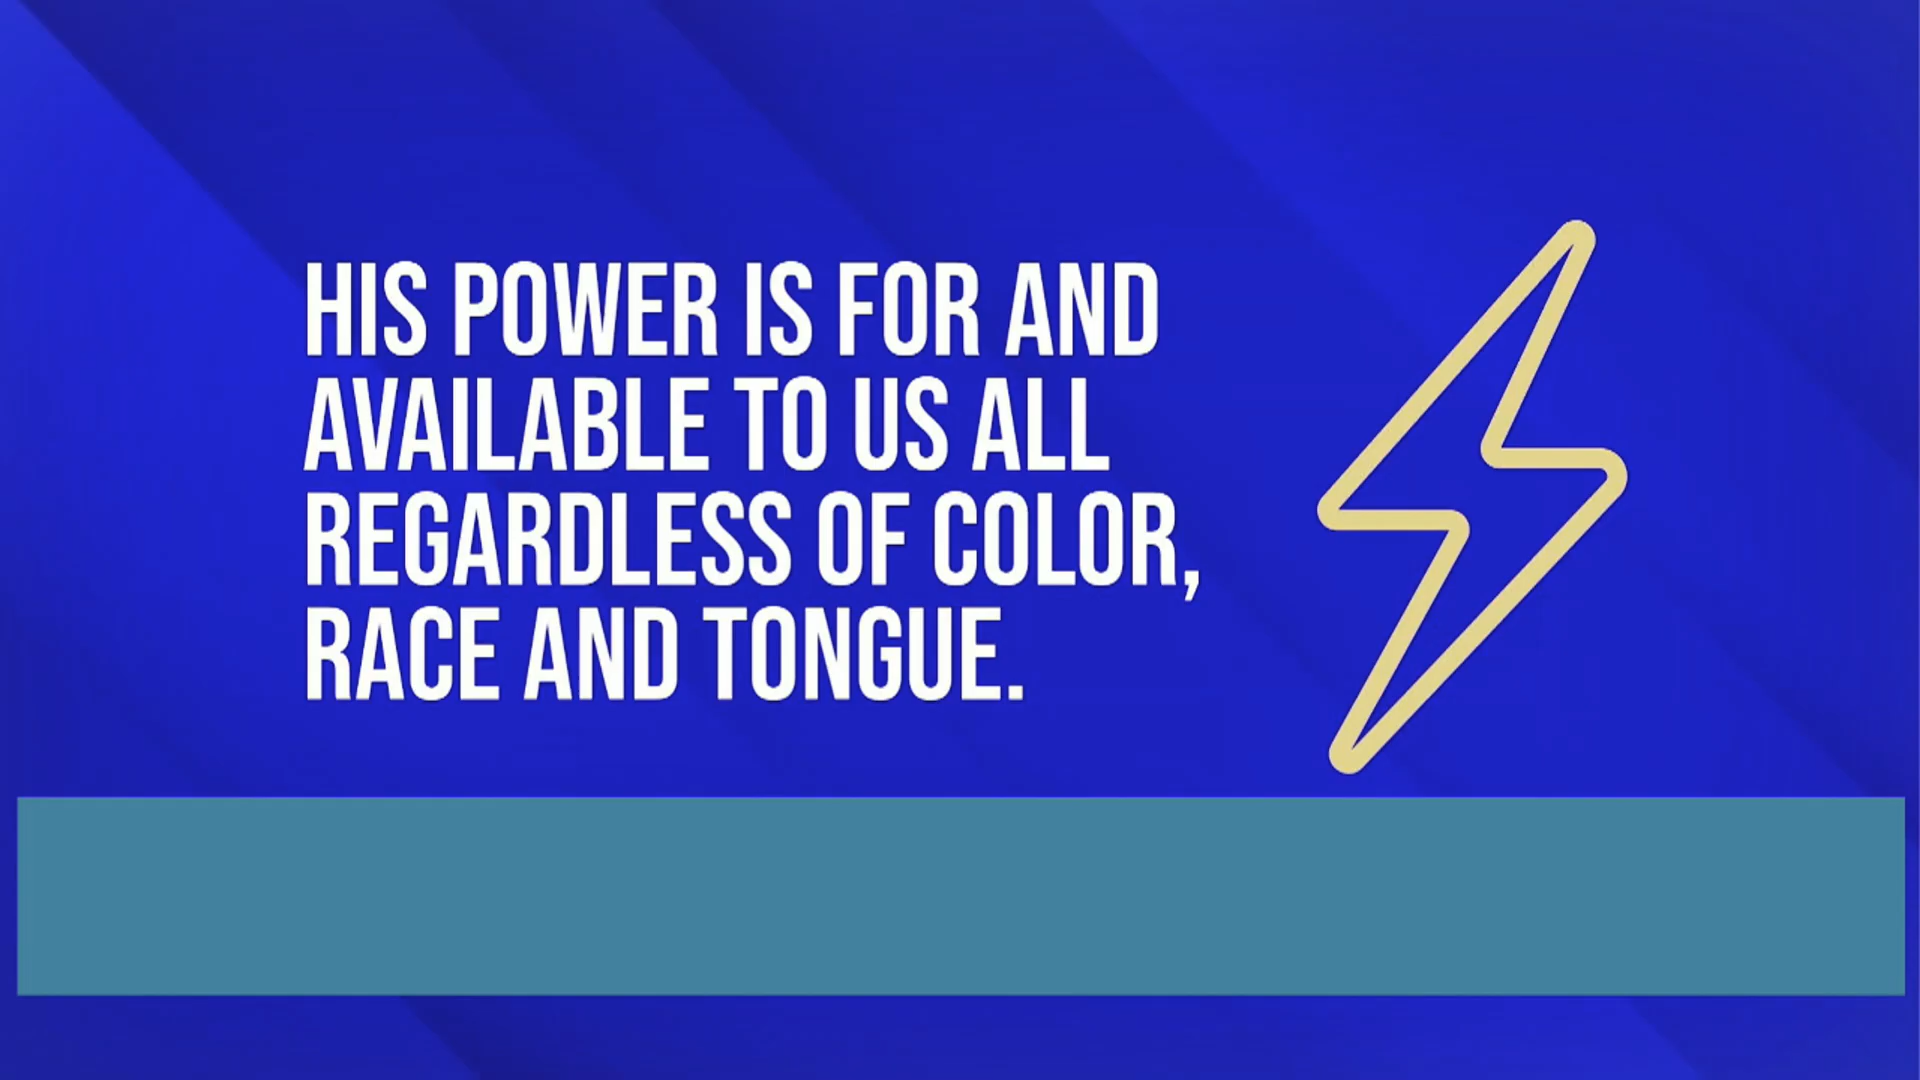 HIS POWER IS FOR AND
AVAILABLE TO US ALL
REGARDLESS OF COLOR,
RACE AND TONGUE.